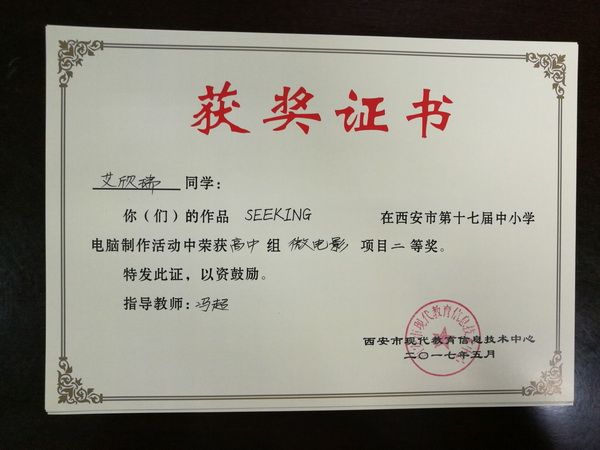 获奖证书
艾欣瑞 同学：
你（们）的作品 SEEKING 在西安市第十七届中小学
电脑制作活动中荣获高中 组 微电影 项目二等奖。
特发此证，以资鼓励。
指导教师：冯超
西安市现代教育信息技术中心
二〇一七年五月